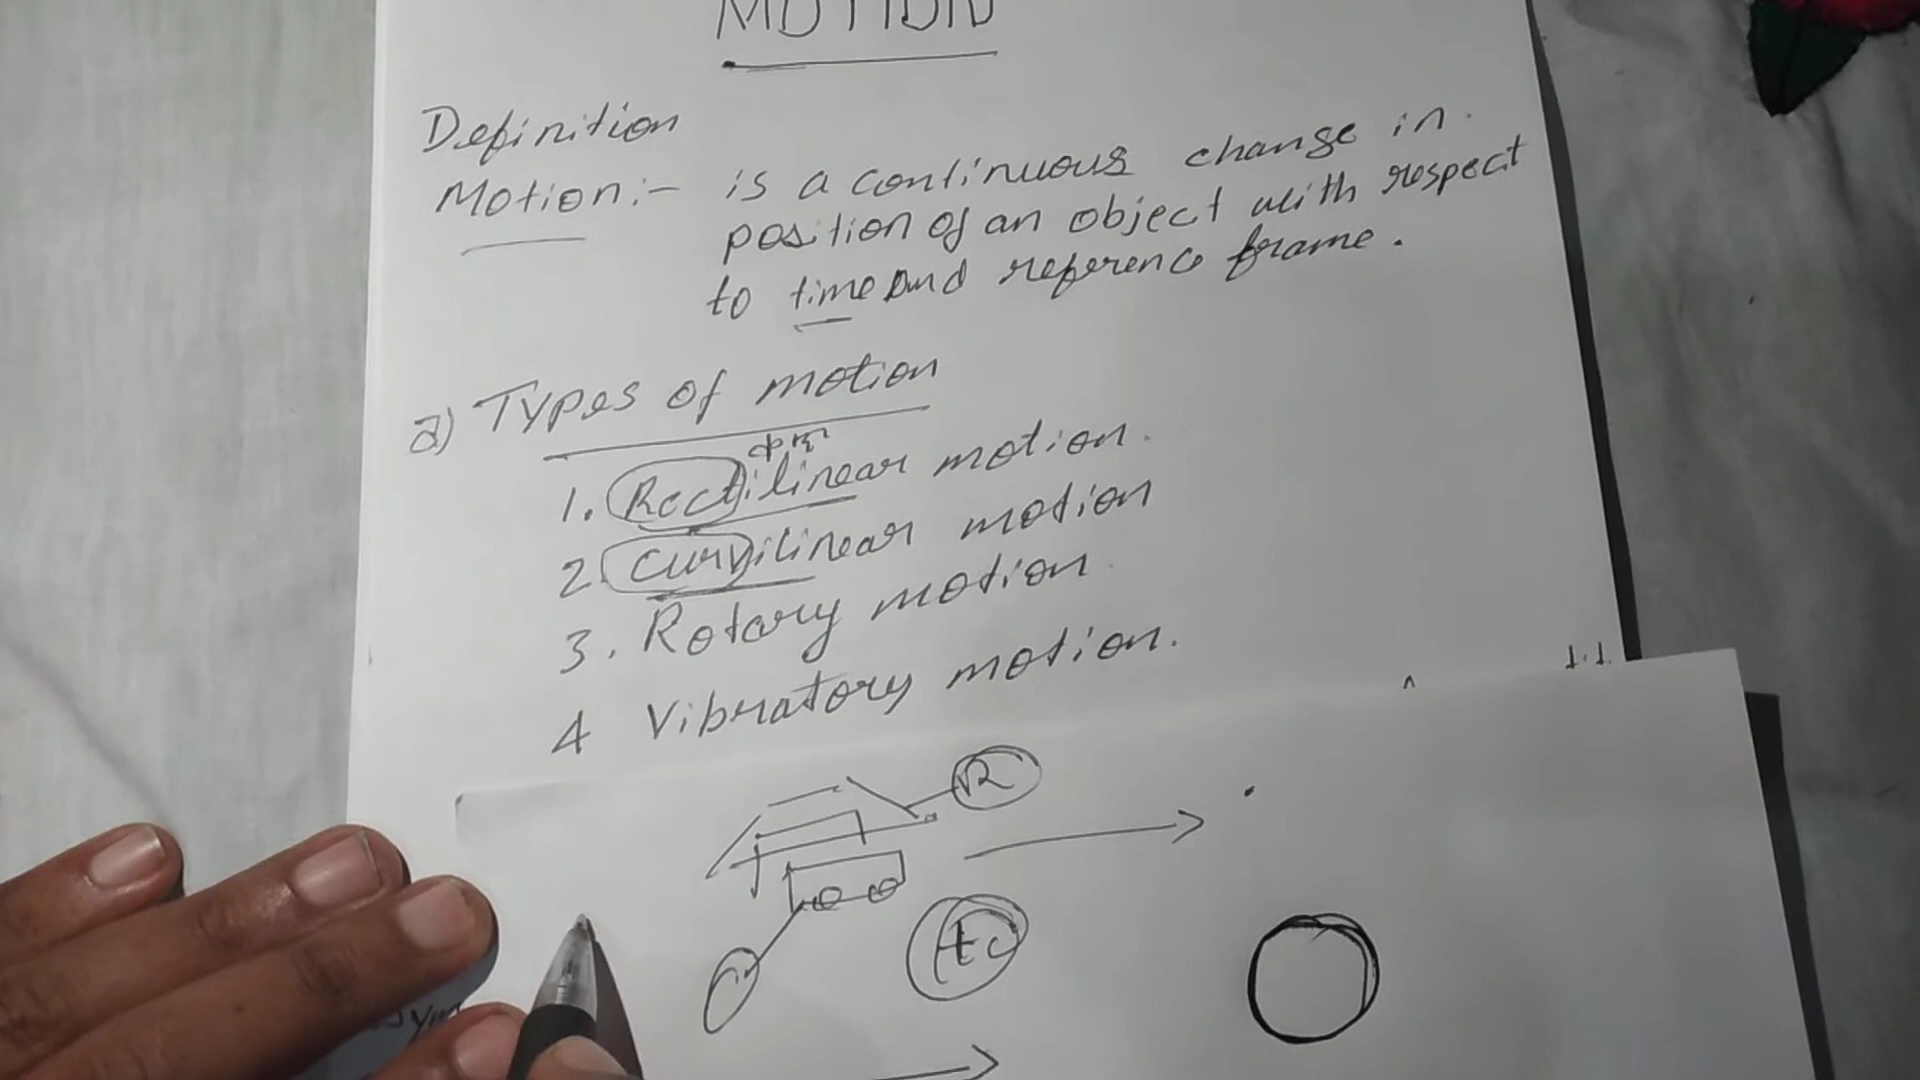 MOTION
Definition
Motion:- is a continuous change in
position of an object with respect
to time and reference frame.
a) Types of motion
1. Rectilinear motion.
2. Curvilinear motion
3. Rotary motion
4 Vibratory motion.